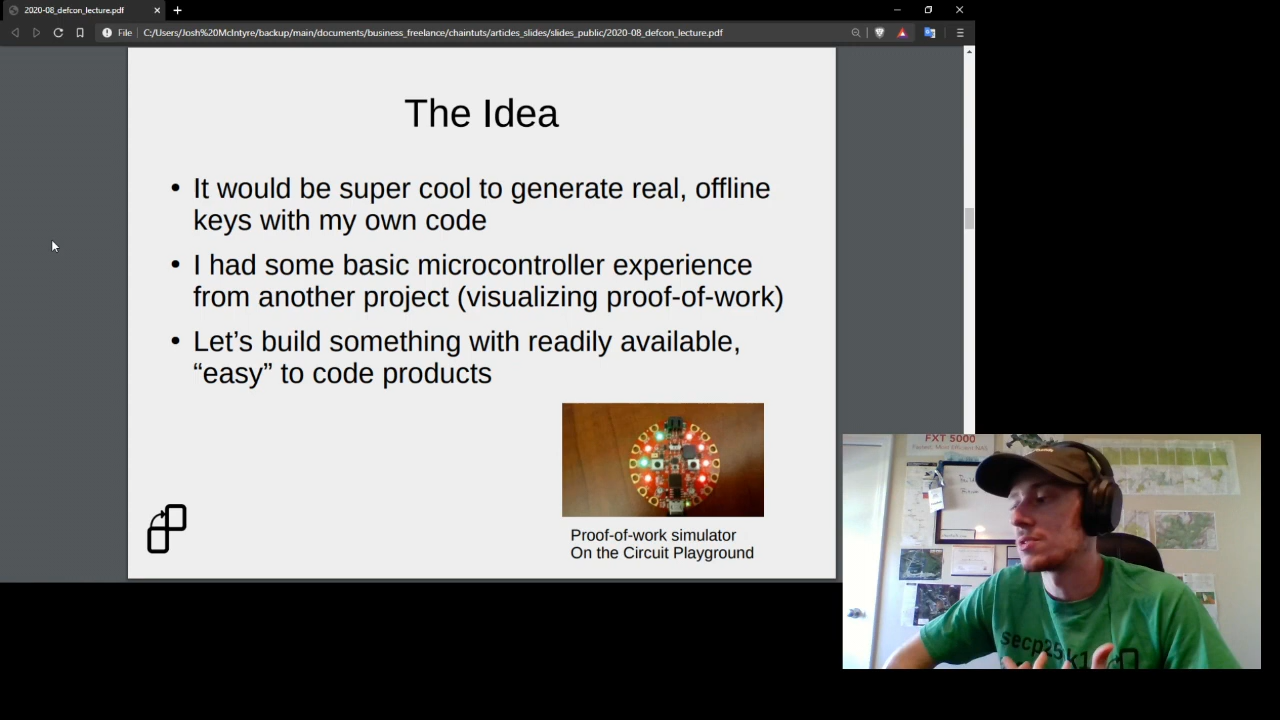 2020-08_defcon_lecture.pdf
File
C:/Users/Josh%20McIntyre/backup/main/documents/business_freelance/chaintuts/articles_slides/slides_public/2020-08_defcon_lecture.pdf
The Idea
• It would be super cool to generate real, offline
keys with my own code
• I had some basic microcontroller experience
from another project (visualizing proof-of-work)
• Let’s build something with readily available,
“easy” to code products
Proof-of-work simulator
On the Circuit Playground
FXT 5000